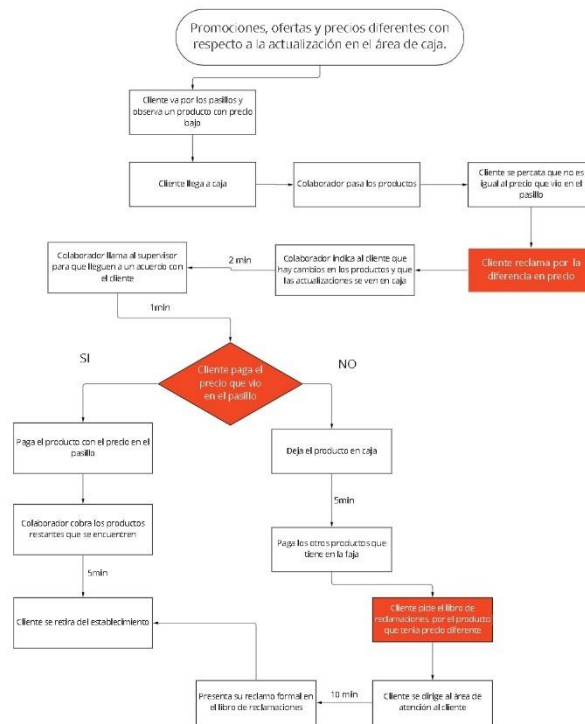 Promociones, ofertas y precios diferentes con
respecto a la actualización en el área de caja.
Cliente va por los pasillos y
observa un producto con precio
bajo
Cliente llega a caja
Colaborador pasa los productos
Cliente se percata que no es
igual al precio que vio en el
pasillo
Cliente reclama por la
diferencia en precio
Colaborador indica al cliente que
hay cambios en los productos y que
las actualizaciones se ven en caja
2 min
Colaborador llama al supervisor
para que lleguen a un acuerdo con
el cliente
1min
Cliente paga el
precio que vio
en el pasillo
SI
NO
Paga el producto con el precio en el
pasillo
Colaborador cobra los productos
restantes que se encuentren
5min
Cliente se retira del establecimiento
Deja el producto en caja
5min
Paga los otros productos que
tiene en la faja
Cliente pide el libro de
reclamaciones, por el producto
que tenía precio diferente
Cliente se dirige al área de
atención al cliente
10 min
Presenta su reclamo formal en
el libro de reclamaciones